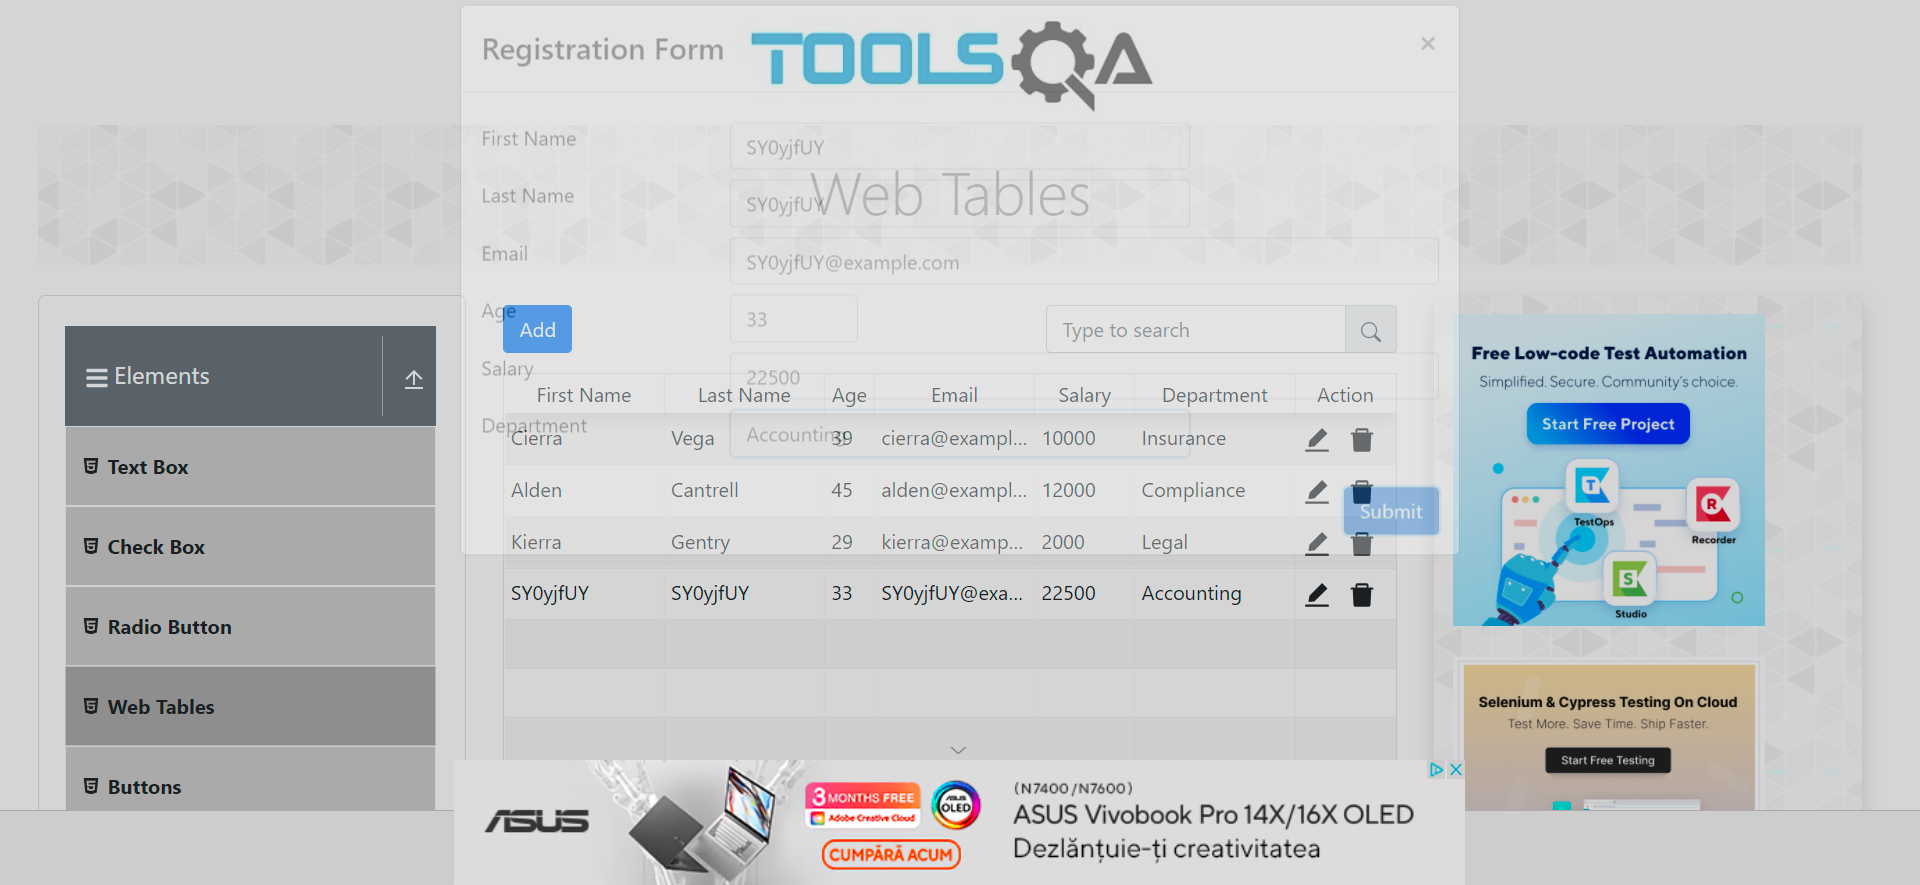 Registration Form
TOOLSQA
×
First Name
SY0yjfUY
Last Name
SY0yjfUY
Web Tables
Email
SY0yjfUY@example.com
Age
33
Salary
22500
Department
Accounting
Submit
Elements
Text Box
Check Box
Radio Button
Web Tables
Buttons
Add
Type to search
First Name Last Name Age Email Salary Department Action
Cierra Vega 39 cierra@exampl... 10000 Insurance
Alden Cantrell 45 alden@exampl... 12000 Compliance
Kierra Gentry 29 kierra@examp... 2000 Legal
SY0yjfUY SY0yjfUY 33 SY0yjfUY@exa... 22500 Accounting
Free Low-code Test Automation
Simplified. Secure. Community's choice.
Start Free Project
TestOps
Recorder
Studio
Selenium & Cypress Testing On Cloud
Test More. Save Time. Ship Faster.
Start Free Testing
ASUS
3 MONTHS FREE
Adobe Creative Cloud
ASUS
OLED
CUMPĂRĂ ACUM
(N7400/N7600)
ASUS Vivobook Pro 14X/16X OLED
Dezlănțuie-ți creativitatea